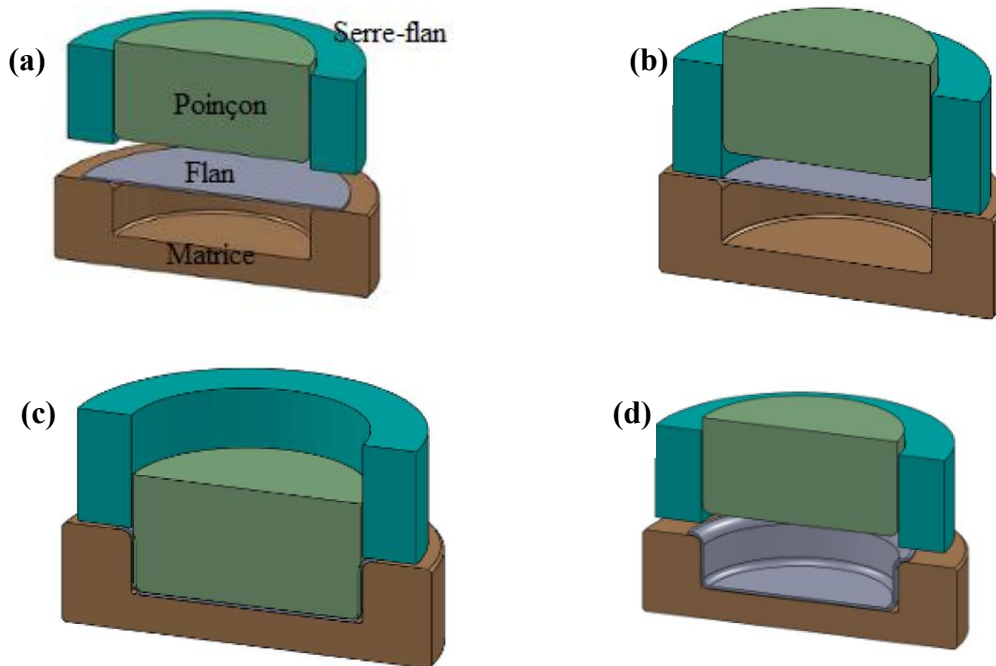 (a)
Serre-flan
Poinçon
Flan
Matrice
(b)
(c)
(d)